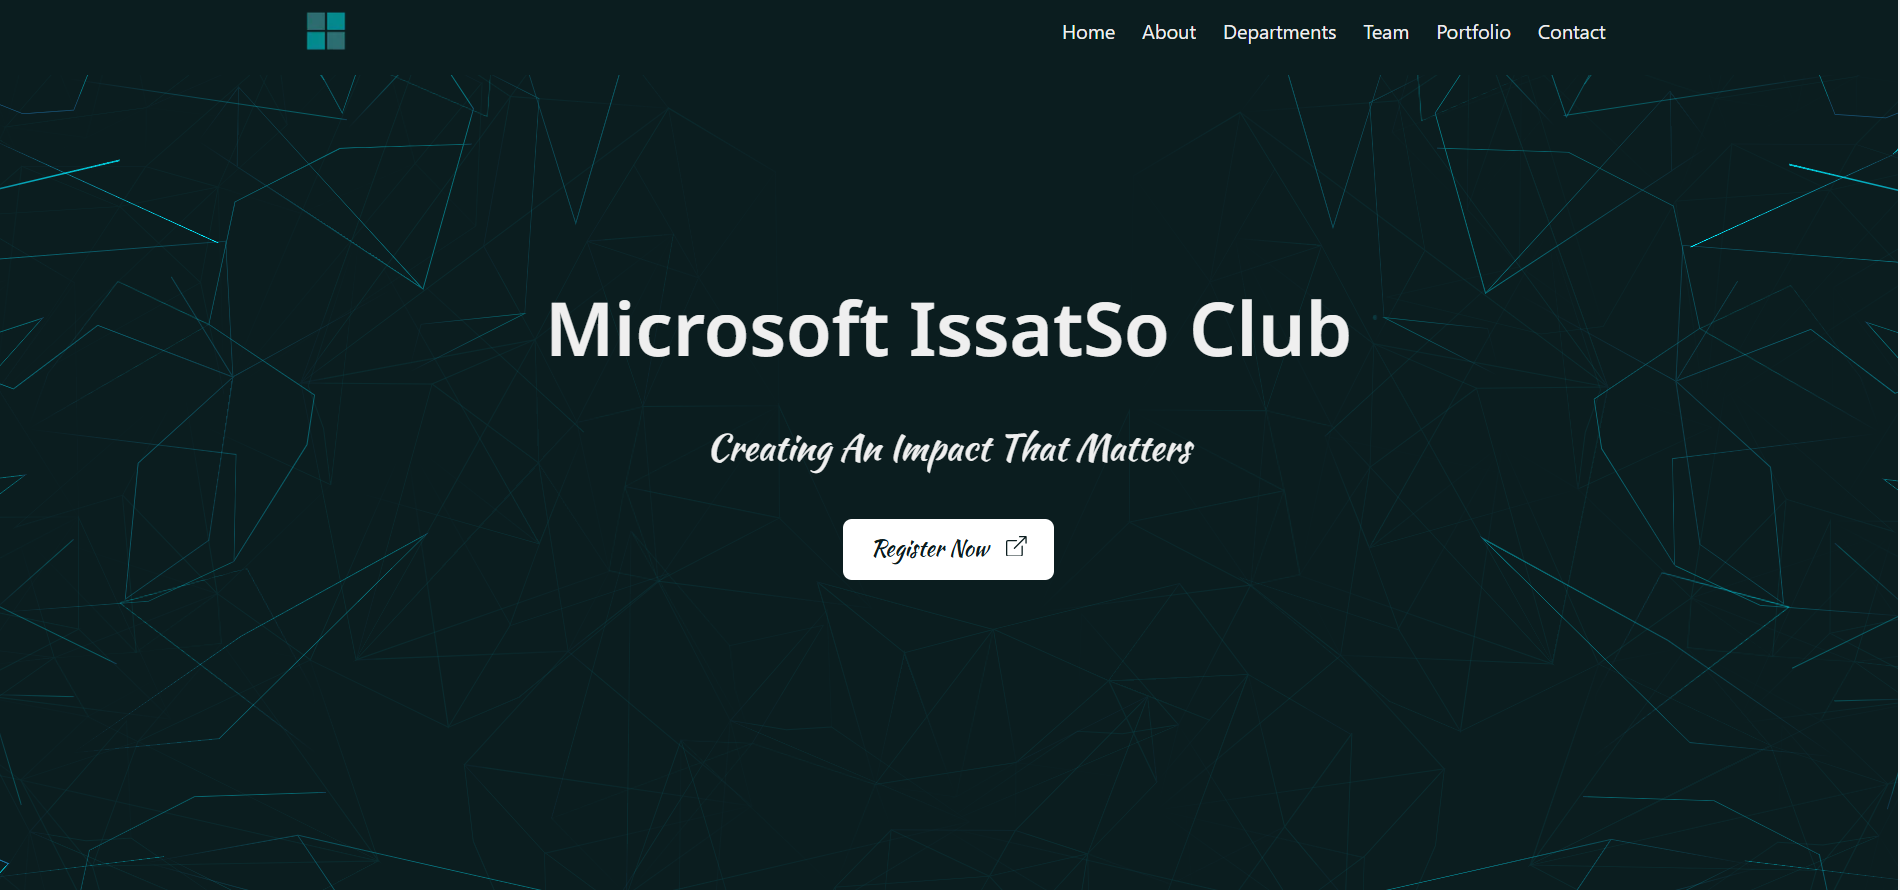 Home About Departments Team Portfolio Contact
Microsoft IssatSo Club
Creating An Impact That Matters
Register Now